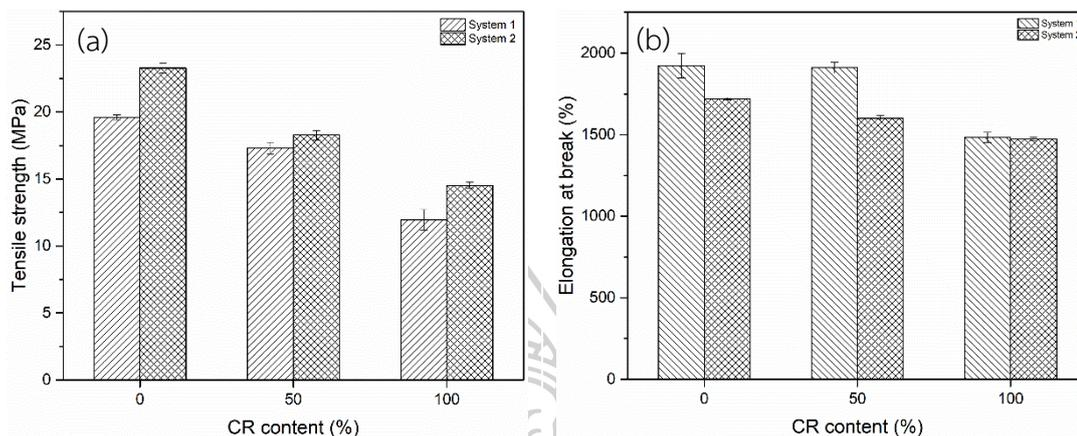 (a)
System 1
System 2
Tensile strength (MPa)
25
20
15
10
5
0
0
50
100
CR content (%)
(b)
System 1
System 2
Elongation at break (%)
2000
1500
1000
500
0
0
50
100
CR content (%)